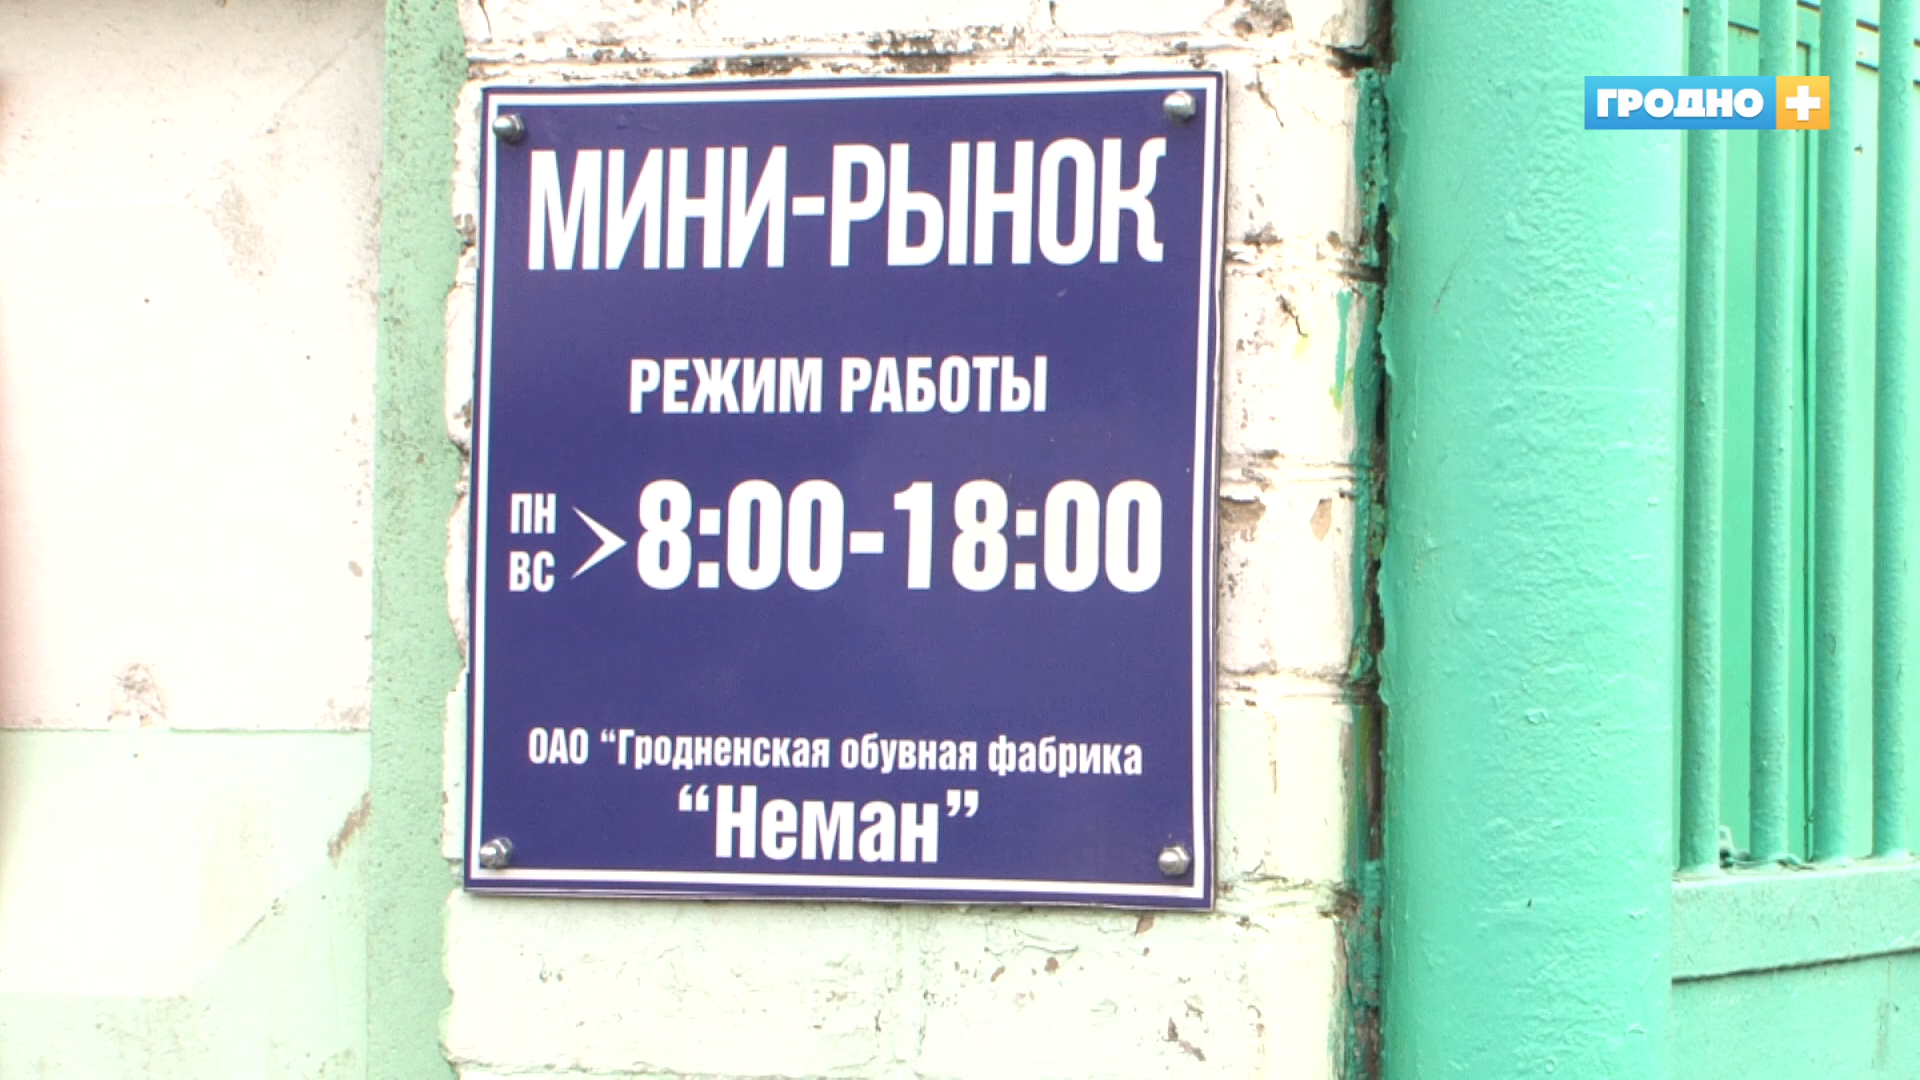 ГРОДНО +
МИНИ-РЫНОК
РЕЖИМ РАБОТЫ
ПН
ВС > 8:00-18:00
ОАО “Гродненская обувная фабрика
“Неман”